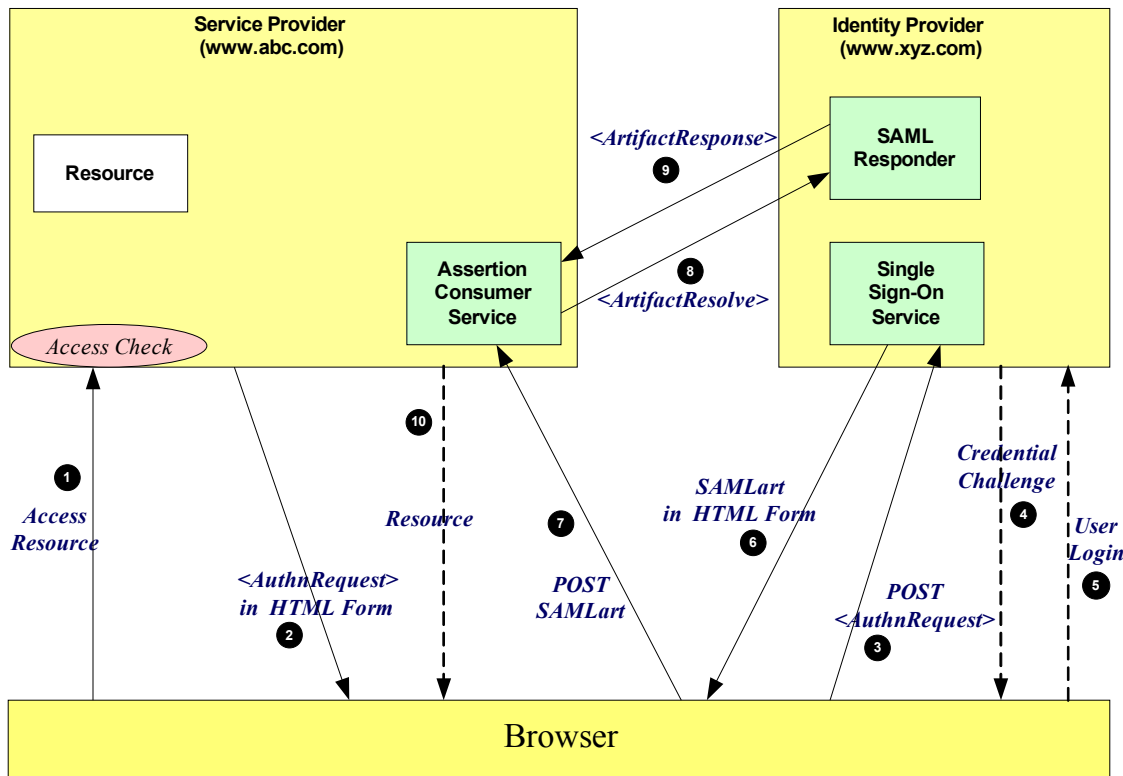 Service Provider
(www.abc.com)
Identity Provider
(www.xyz.com)
Resource
<ArtifactResponse>
9
SAML
Responder
Assertion
Consumer
Service
8
<ArtifactResolve>
Single
Sign-On
Service
Access Check
1
Access
Resource
10
Resource
<AuthnRequest>
in HTML Form
2
7
POST
SAMLart
SAMLart
in HTML Form
6
POST
<AuthnRequest>
3
Credential
Challenge
4
User
Login
5
Browser